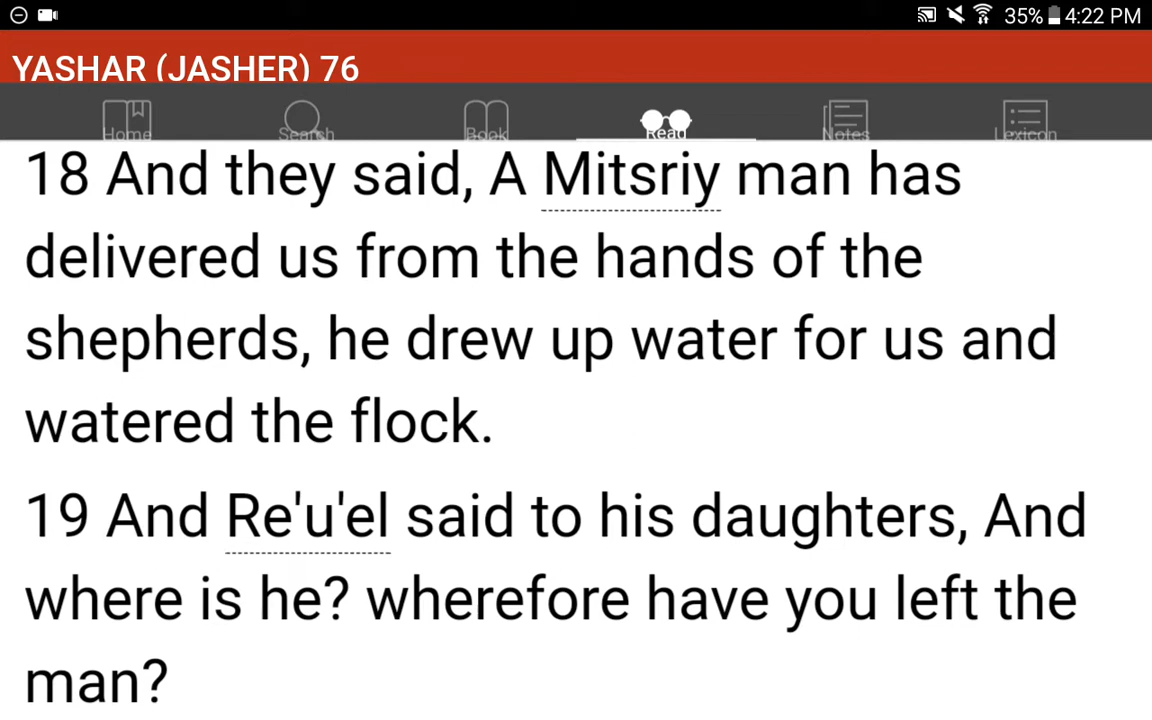 35% 4:22 PM
YASHAR (JASHER) 76
Home Search Book Read Notes Lexicon
18 And they said, A Mitsriy man has
delivered us from the hands of the
shepherds, he drew up water for us and
watered the flock.
19 And Re'u'el said to his daughters, And
where is he? wherefore have you left the
man?